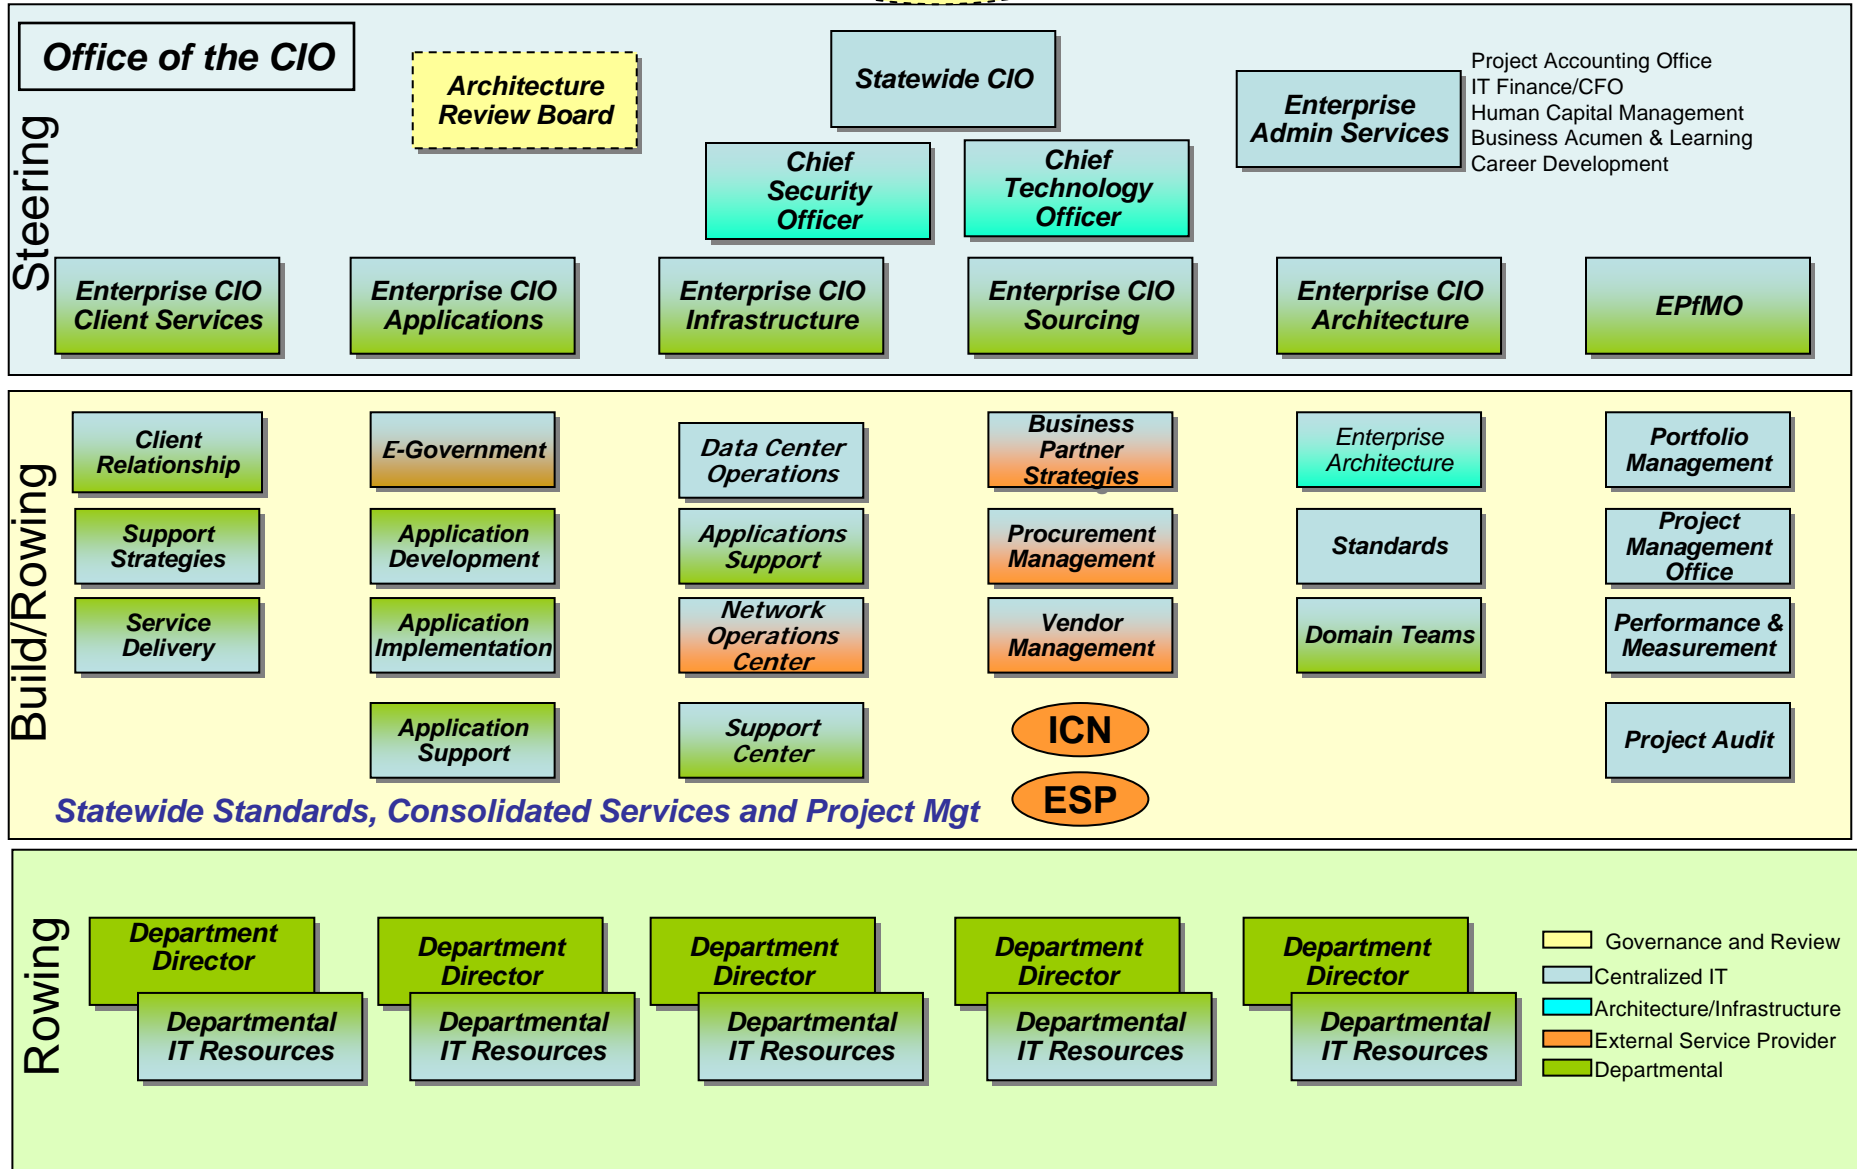 Office of the CIO
Steering
Architecture
Review Board
Statewide CIO
Enterprise
Admin Services
Project Accounting Office
IT Finance/CFO
Human Capital Management
Business Acumen & Learning
Career Development
Chief
Security
Officer
Chief
Technology
Officer
Enterprise CIO
Client Services
Enterprise CIO
Applications
Enterprise CIO
Infrastructure
Enterprise CIO
Sourcing
Enterprise CIO
Architecture
EPfMO
Build/Rowing
Client
Relationship
E-Government
Data Center
Operations
Business
Partner
Strategies
Enterprise
Architecture
Portfolio
Management
Support
Strategies
Application
Development
Applications
Support
Procurement
Management
Standards
Project
Management
Office
Service
Delivery
Application
Implementation
Network
Operations
Center
Vendor
Management
Domain Teams
Performance &
Measurement
Application
Support
Support
Center
ICN
Project Audit
ESP
Statewide Standards, Consolidated Services and Project Mgt
Rowing
Department
Director
Departmental
IT Resources
Department
Director
Departmental
IT Resources
Department
Director
Departmental
IT Resources
Department
Director
Departmental
IT Resources
Department
Director
Departmental
IT Resources
Governance and Review
Centralized IT
Architecture/Infrastructure
External Service Provider
Departmental